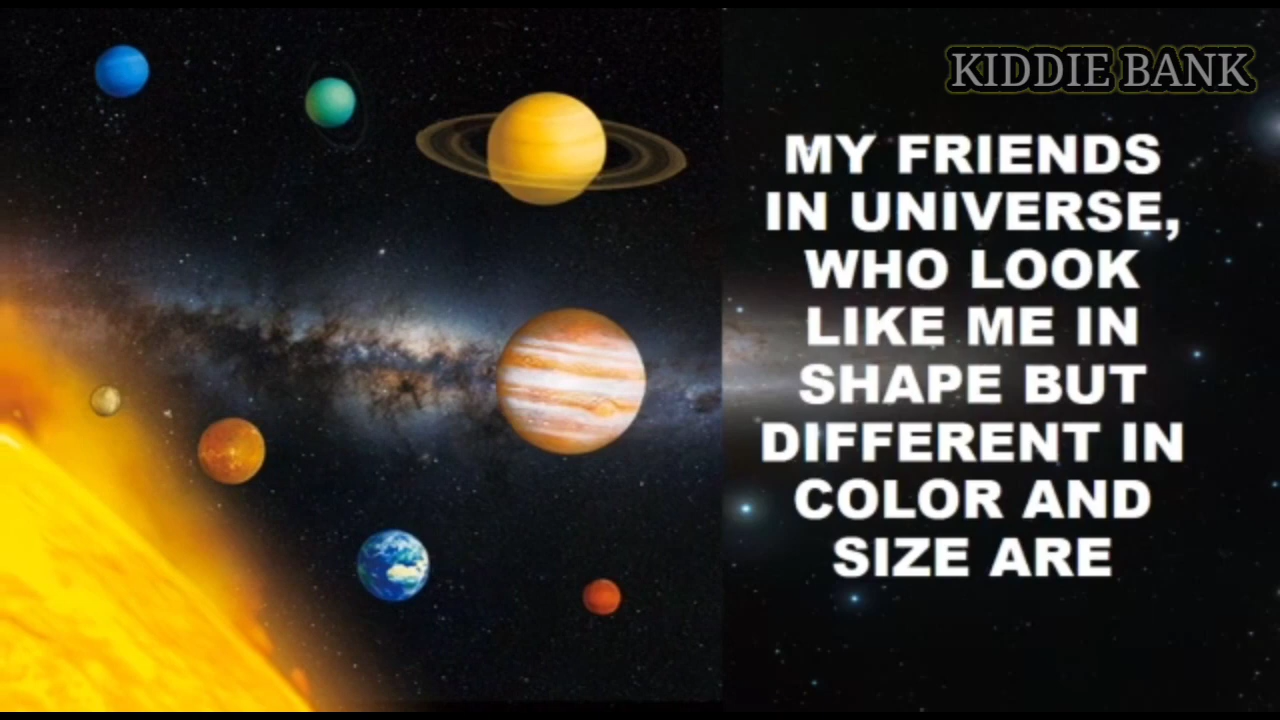 KIDDIE BANK
MY FRIENDS
IN UNIVERSE,
WHO LOOK
LIKE ME IN
SHAPE BUT
DIFFERENT IN
COLOR AND
SIZE ARE